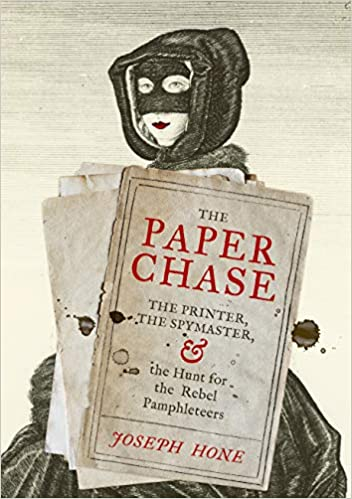 THE
PAPER
CHASE
THE PRINTER,
THE SPYMASTER,
&
the Hunt for
the Rebel
Pamphleteers
JOSEPH HONE